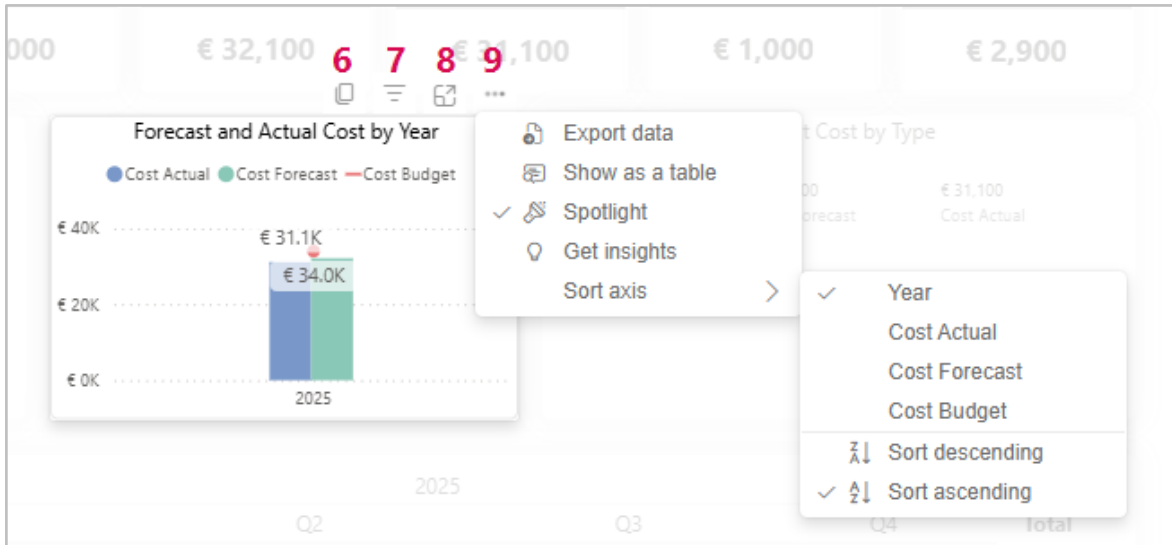 000
€ 32,100
€ 31,100
€ 1,000
€ 2,900
6 7 8 9
Forecast and Actual Cost by Year
Cost Actual Cost Forecast Cost Budget
€ 40K
€ 31.1K
€ 34.0K
€ 20K
€ 0K
2025
Export data
Show as a table
Spotlight
Get insights
Sort axis
t Cost by Type
00
orecast
€ 31,100
Cost Actual
Year
Cost Actual
Cost Forecast
Cost Budget
Sort descending
Sort ascending
2025
Q2
Q3
Q4
Total